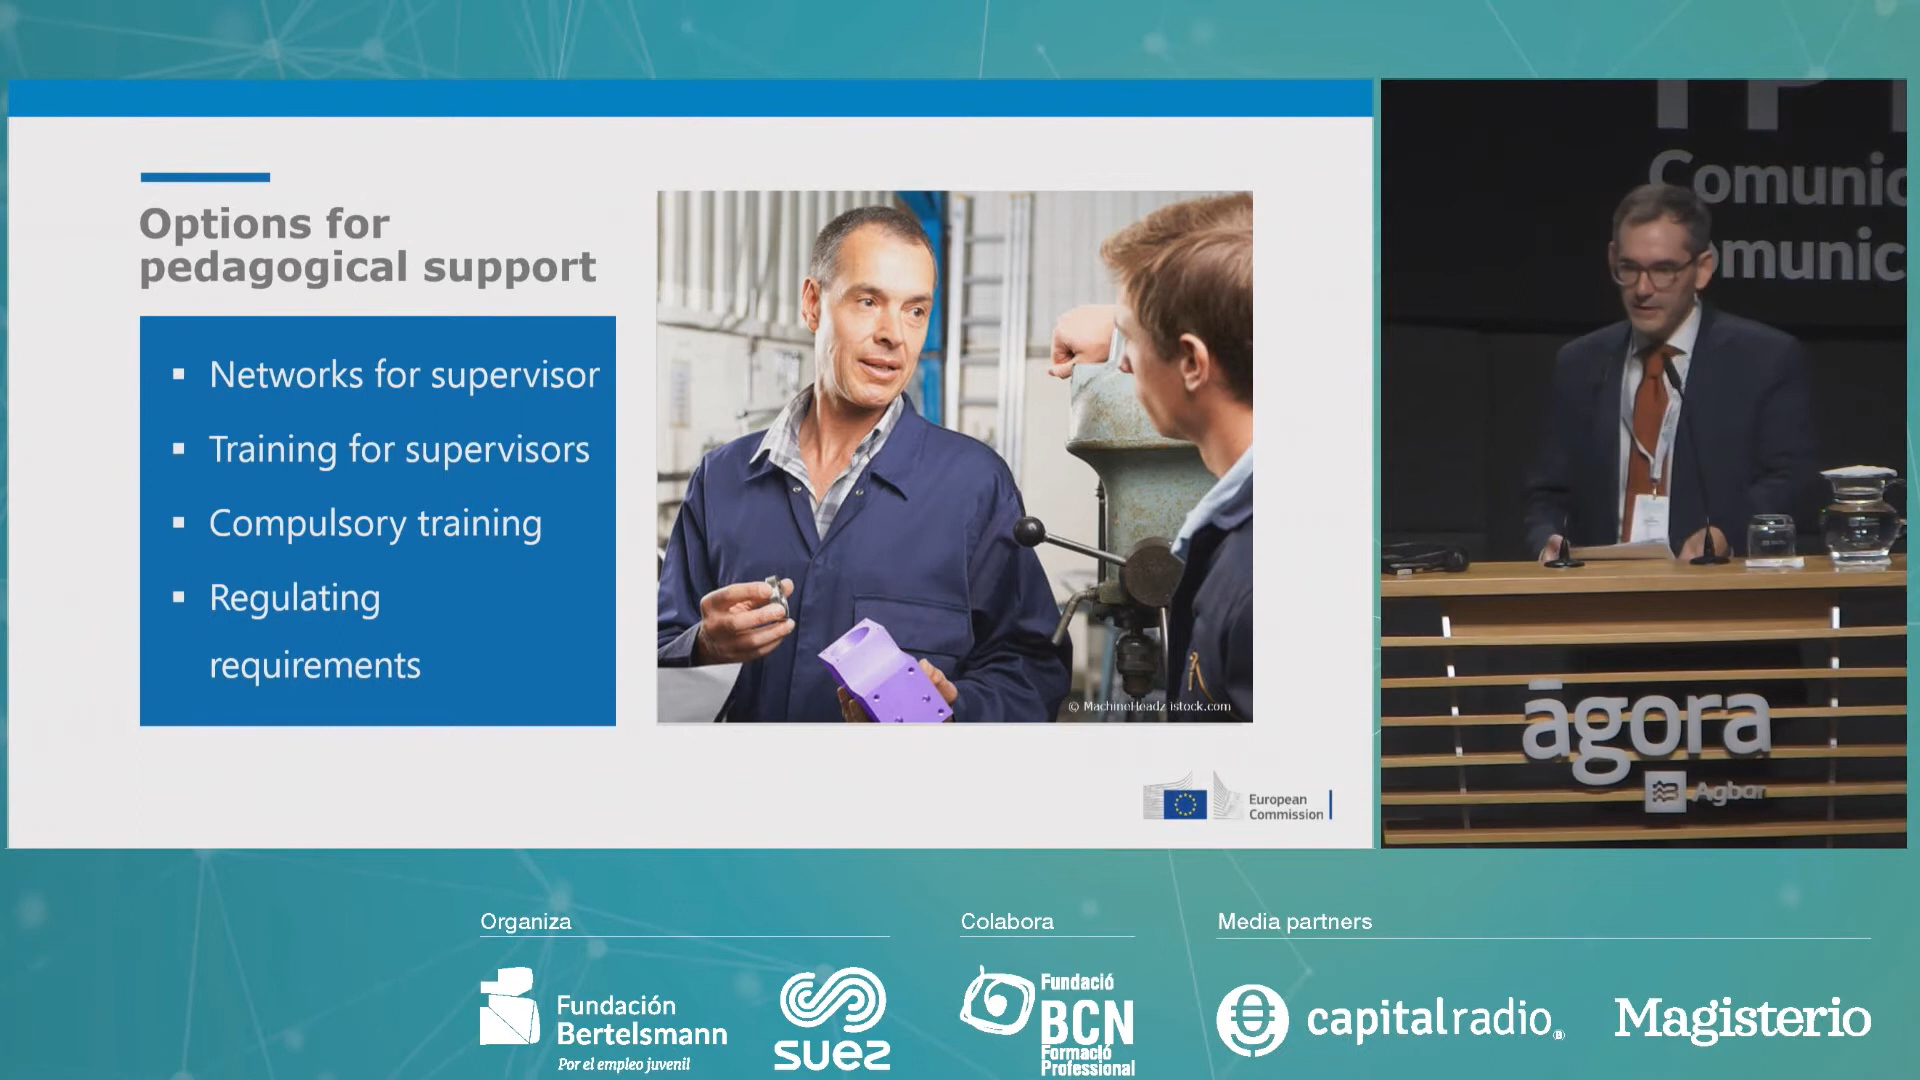 Options for
pedagogical support
▪ Networks for supervisor
▪ Training for supervisors
▪ Compulsory training
▪ Regulating
requirements
© MachineHeadz istock.com
European
Commission
Comunic
omunic
āgora
Agbar
Organiza
Fundación
Bertelsmann
Por el empleo juvenil
suez
Colabora
Fundació
BCN
Formació
Professional
Media partners
capitalradio
Magisterio